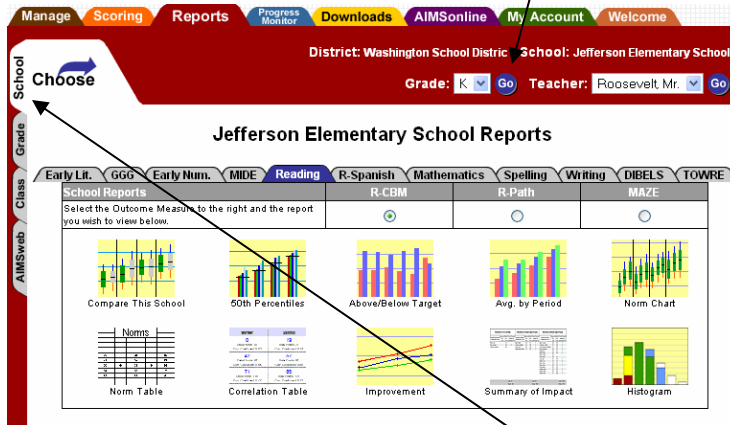 Manage Scoring Reports Progress Monitor Downloads AIMSonline My Account Welcome
District: Washington School Distric School: Jefferson Elementary School
School
Choose
Grade: K Go Teacher: Roosevelt, Mr. Go
Grade
Jefferson Elementary School Reports
Early Lit. GGG Early Num. MIDE Reading R-Spanish Mathematics Spelling Writing DIBELS TOWRE
Class
School Reports R-CBM R-Path MAZE
Select the Outcome Measure to the right and the report
you wish to view below.
AIMSweb
Compare This School 50th Percentiles Above/Below Target Avg. by Period Norm Chart
Norms
Norm Table Correlation Table Improvement Summary of Impact Histogram